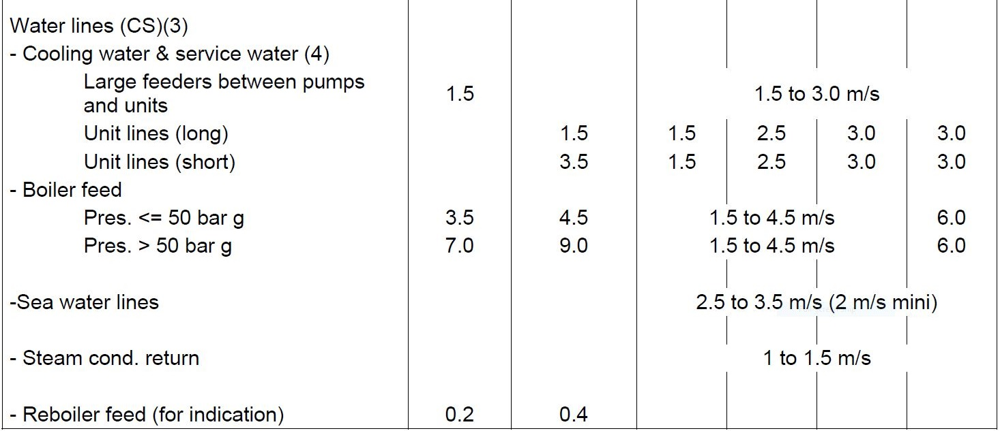 Water lines (CS)(3)
- Cooling water & service water (4)
Large feeders between pumps and units 1.5 1.5 to 3.0 m/s
Unit lines (long) 1.5 1.5 2.5 3.0 3.0
Unit lines (short) 3.5 1.5 2.5 3.0 3.0
- Boiler feed
Pres. <= 50 bar g 3.5 4.5 1.5 to 4.5 m/s 6.0
Pres. > 50 bar g 7.0 9.0 1.5 to 4.5 m/s 6.0
-Sea water lines 2.5 to 3.5 m/s (2 m/s mini)
- Steam cond. return 1 to 1.5 m/s
- Reboiler feed (for indication) 0.2 0.4